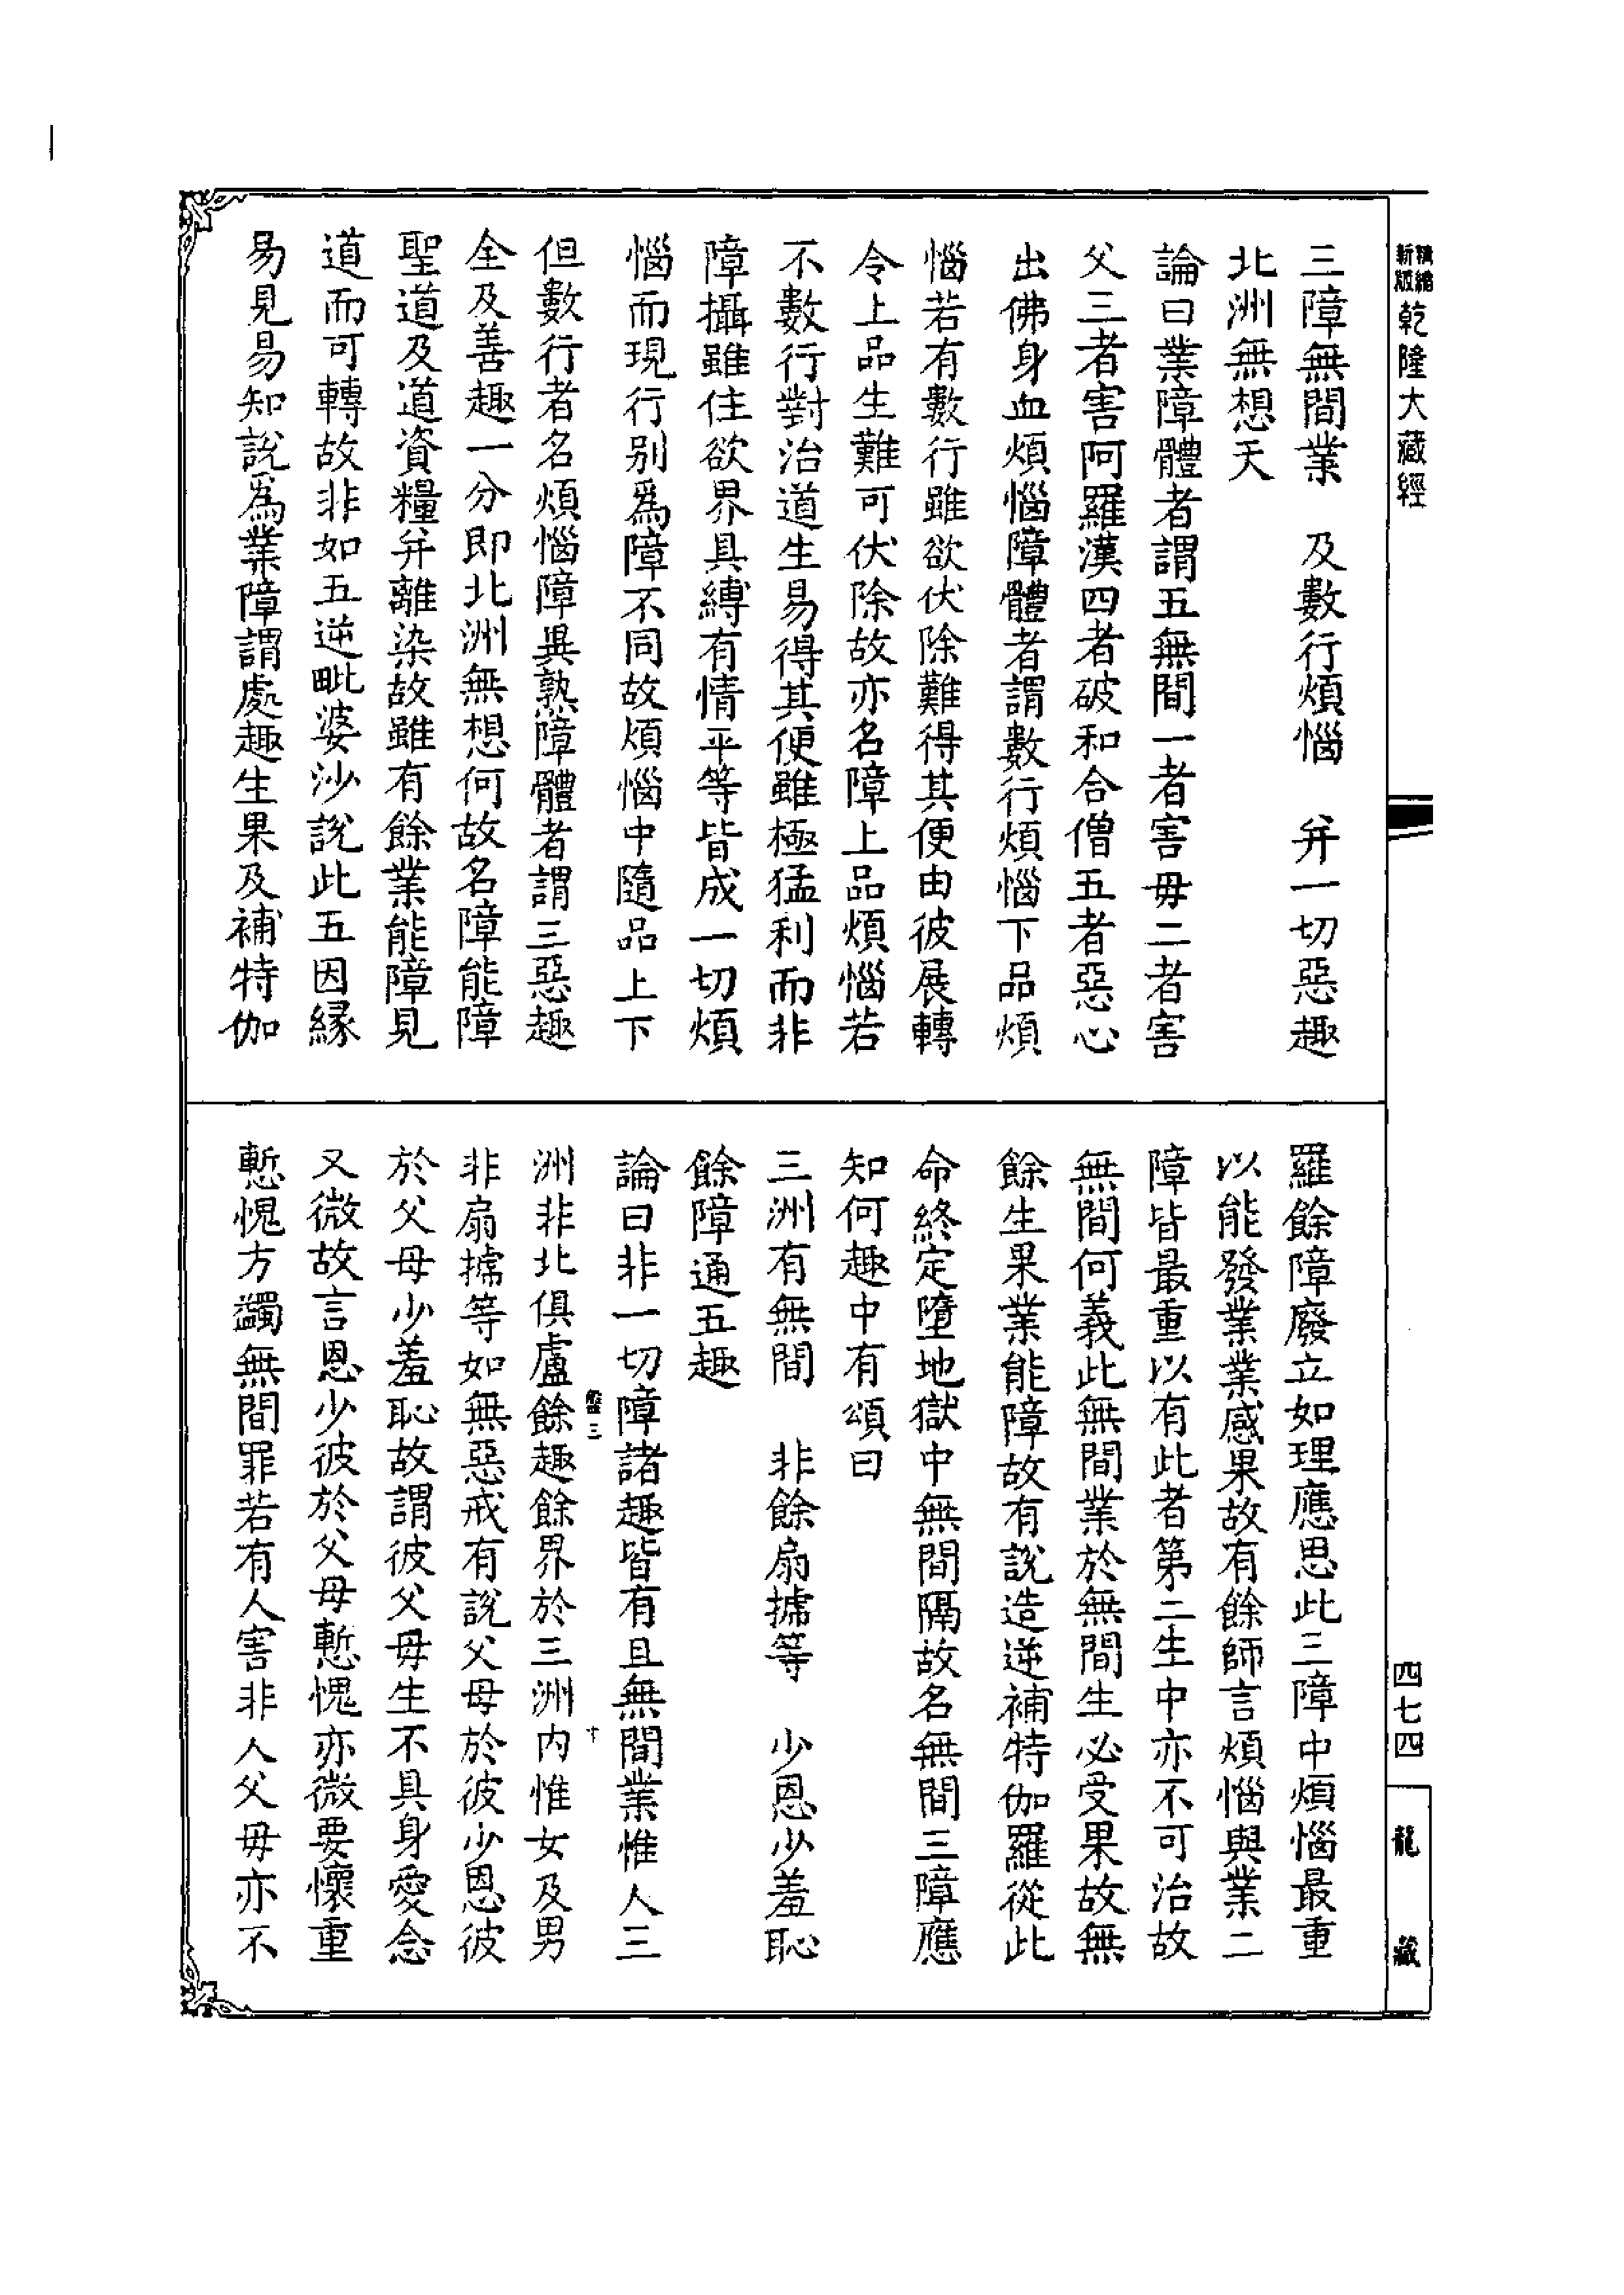 精編
新版
乾隆大藏經
三障無間業　及數行煩惱　并一切惡趣
北洲無想天
論曰業障體者謂五無間一者害毋二者害
父三者害阿羅漢四者破和合僧五者惡心
出佛身血煩惱障體者謂數行煩惱下品煩
惱若有數行雖欲伏除難得其便由彼展轉
令上品生難可伏除故亦名障上品煩惱若
不數行對治道生易得其便雖極猛利而非
障攝雖住欲界具縛有情平等皆成一切煩
惱而現行别爲障不同故煩惱中隨品上下
但數行者名煩惱障異熟障體者謂三惡趣
全及善趣一分即北洲無想何故名障能障
聖道及道資糧并離染故雖有餘業能障見
道而可轉故非如五逆毗婆沙說此五因緣
易見易知說爲業障謂處趣生果及補特伽
羅餘障廢立如理應思此三障中煩惱最重
以能發業業感果故有餘師言煩惱與業二
障皆最重以有此者第二生中亦不可治故
無間何義此無間業於無間生必受果故無
餘生果業能障故有說造逆補特伽羅從此
命終定墮地獄中無間隔故名無間三障應
知何趣中有頌曰
三洲有無間　非餘扇搋等　少恩少羞恥
餘障通五趣
論曰非一切障諸趣皆有且無間業惟人三
洲非北俱盧餘趣餘界於三洲内惟女及男
非扇搋等如無惡戒有說父母於彼少恩彼
於父母少羞恥故謂彼父毋生不具身愛念
又微故言恩少彼於父毋慙愧亦微要懷重
慙愧方蠲無間罪若有人害非人父毋亦不
四七四
龍藏